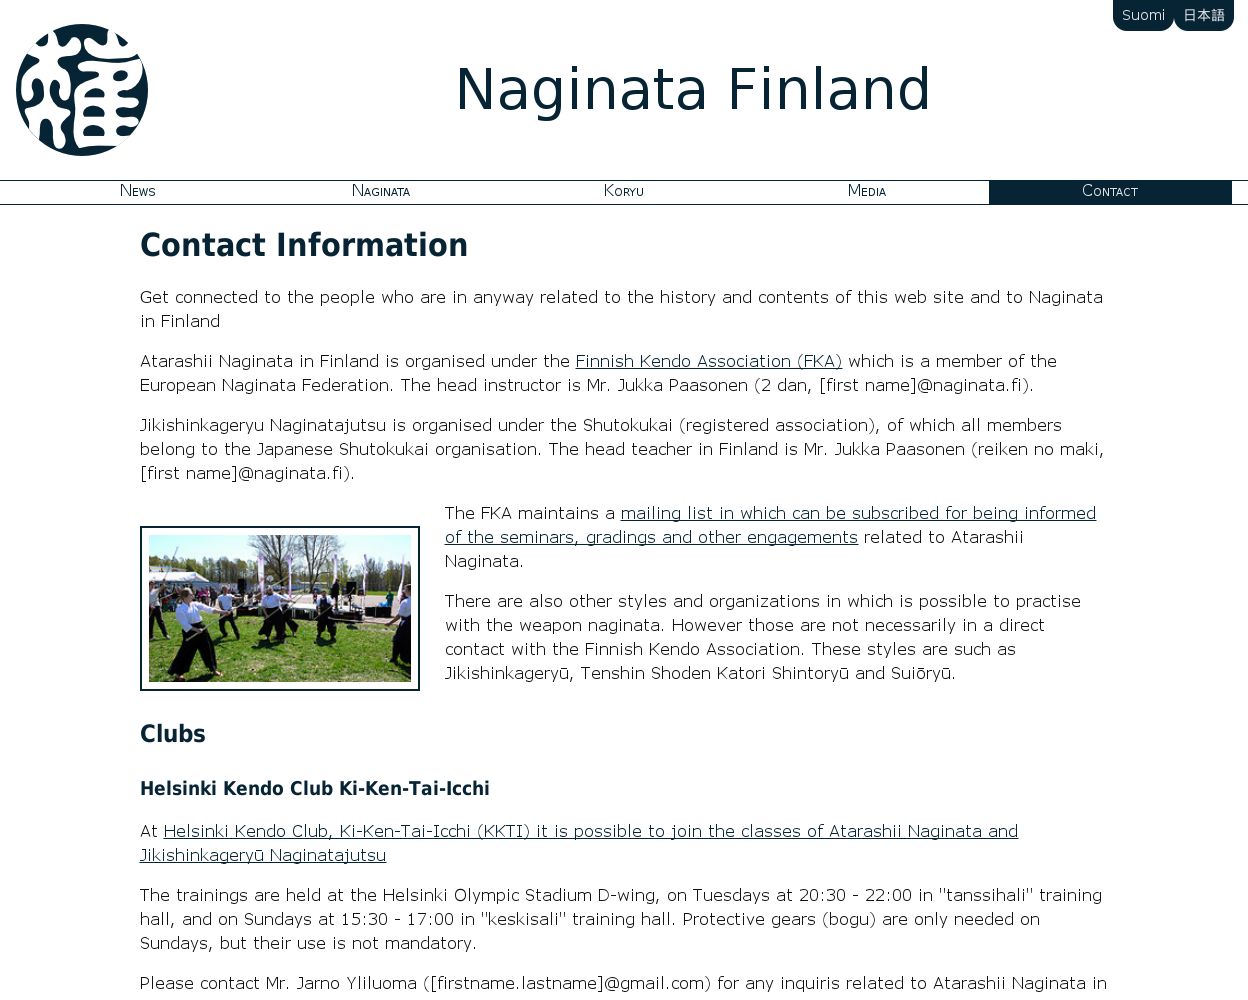 Suomi 日本語
Naginata Finland
News Naginata Koryu Media Contact
Contact Information
Get connected to the people who are in anyway related to the history and contents of this web site and to Naginata
in Finland
Atarashii Naginata in Finland is organised under the Finnish Kendo Association (FKA) which is a member of the
European Naginata Federation. The head instructor is Mr. Jukka Paasonen (2 dan, [first name]@naginata.fi).
Jikishinkageryu Naginatajutsu is organised under the Shutokukai (registered association), of which all members
belong to the Japanese Shutokukai organisation. The head teacher in Finland is Mr. Jukka Paasonen (reiken no maki,
[first name]@naginata.fi).
The FKA maintains a mailing list in which can be subscribed for being informed
of the seminars, gradings and other engagements related to Atarashii
Naginata.
There are also other styles and organizations in which is possible to practise
with the weapon naginata. However those are not necessarily in a direct
contact with the Finnish Kendo Association. These styles are such as
Jikishinkageryū, Tenshin Shoden Katori Shintoryū and Suiōryū.
Clubs
Helsinki Kendo Club Ki-Ken-Tai-Icchi
At Helsinki Kendo Club, Ki-Ken-Tai-Icchi (KKTI) it is possible to join the classes of Atarashii Naginata and
Jikishinkageryū Naginatajutsu
The trainings are held at the Helsinki Olympic Stadium D-wing, on Tuesdays at 20:30 - 22:00 in "tanssihali" training
hall, and on Sundays at 15:30 - 17:00 in "keskisali" training hall. Protective gears (bogu) are only needed on
Sundays, but their use is not mandatory.
Please contact Mr. Jarno Yliluoma ([firstname.lastname]@gmail.com) for any inquiris related to Atarashii Naginata in